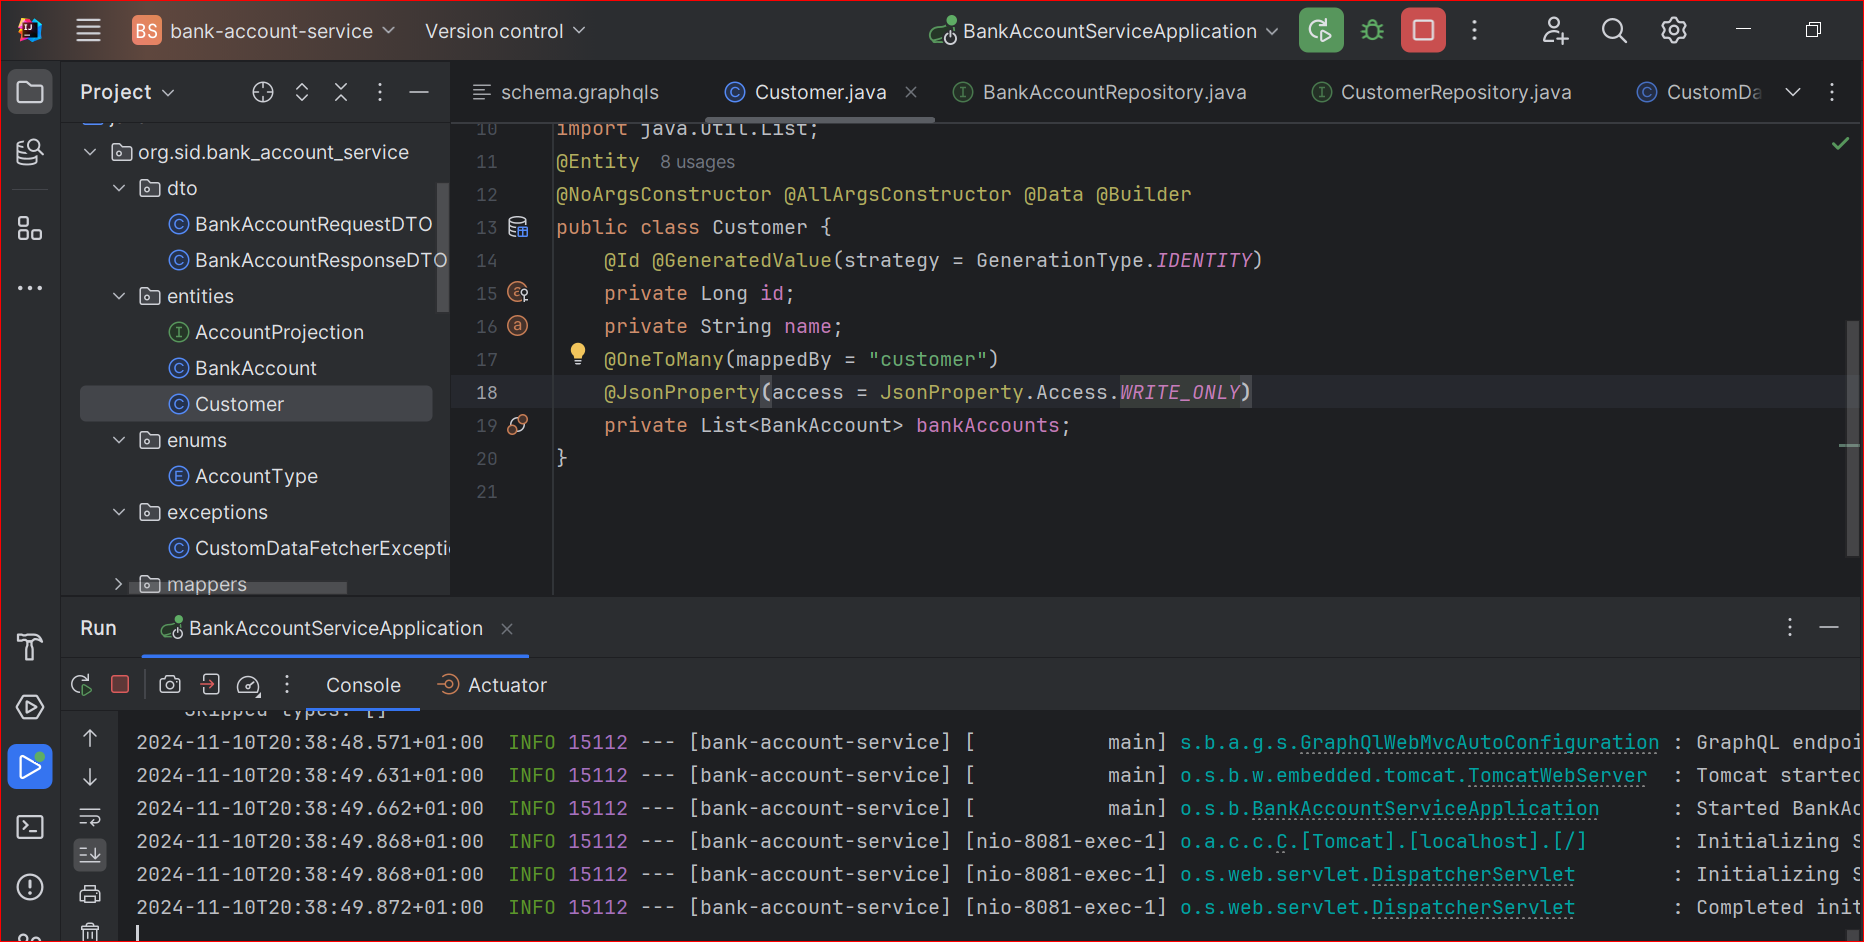 BS bank-account-service Version control BankAccountServiceApplication
Project
schema.graphqls Customer.java BankAccountRepository.java CustomerRepository.java CustomDa
org.sid.bank_account_service
dto
BankAccountRequestDTO
BankAccountResponseDTO
entities
AccountProjection
BankAccount
Customer
enums
AccountType
exceptions
CustomDataFetcherExcepti
mappers
10 import java.util.List;
11 @Entity 8 usages
12 @NoArgsConstructor @AllArgsConstructor @Data @Builder
13 public class Customer {
14 @Id @GeneratedValue(strategy = GenerationType.IDENTITY)
15 private Long id;
16 private String name;
17 @OneToMany(mappedBy = "customer")
18 @JsonProperty(access = JsonProperty.Access.WRITE_ONLY)
19 private List<BankAccount> bankAccounts;
20 }
21
Run BankAccountServiceApplication
Console Actuator
Skipped types: []
2024-11-10T20:38:48.571+01:00 INFO 15112 --- [bank-account-service] [ main] s.b.a.g.s.GraphQlWebMvcAutoConfiguration : GraphQL endpoi
2024-11-10T20:38:49.631+01:00 INFO 15112 --- [bank-account-service] [ main] o.s.b.w.embedded.tomcat.TomcatWebServer : Tomcat started
2024-11-10T20:38:49.662+01:00 INFO 15112 --- [bank-account-service] [ main] o.s.b.BankAccountServiceApplication : Started BankAc
2024-11-10T20:38:49.868+01:00 INFO 15112 --- [bank-account-service] [nio-8081-exec-1] o.a.c.c.C.[Tomcat].[localhost].[/] : Initializing S
2024-11-10T20:38:49.868+01:00 INFO 15112 --- [bank-account-service] [nio-8081-exec-1] o.s.web.servlet.DispatcherServlet : Initializing S
2024-11-10T20:38:49.872+01:00 INFO 15112 --- [bank-account-service] [nio-8081-exec-1] o.s.web.servlet.DispatcherServlet : Completed init